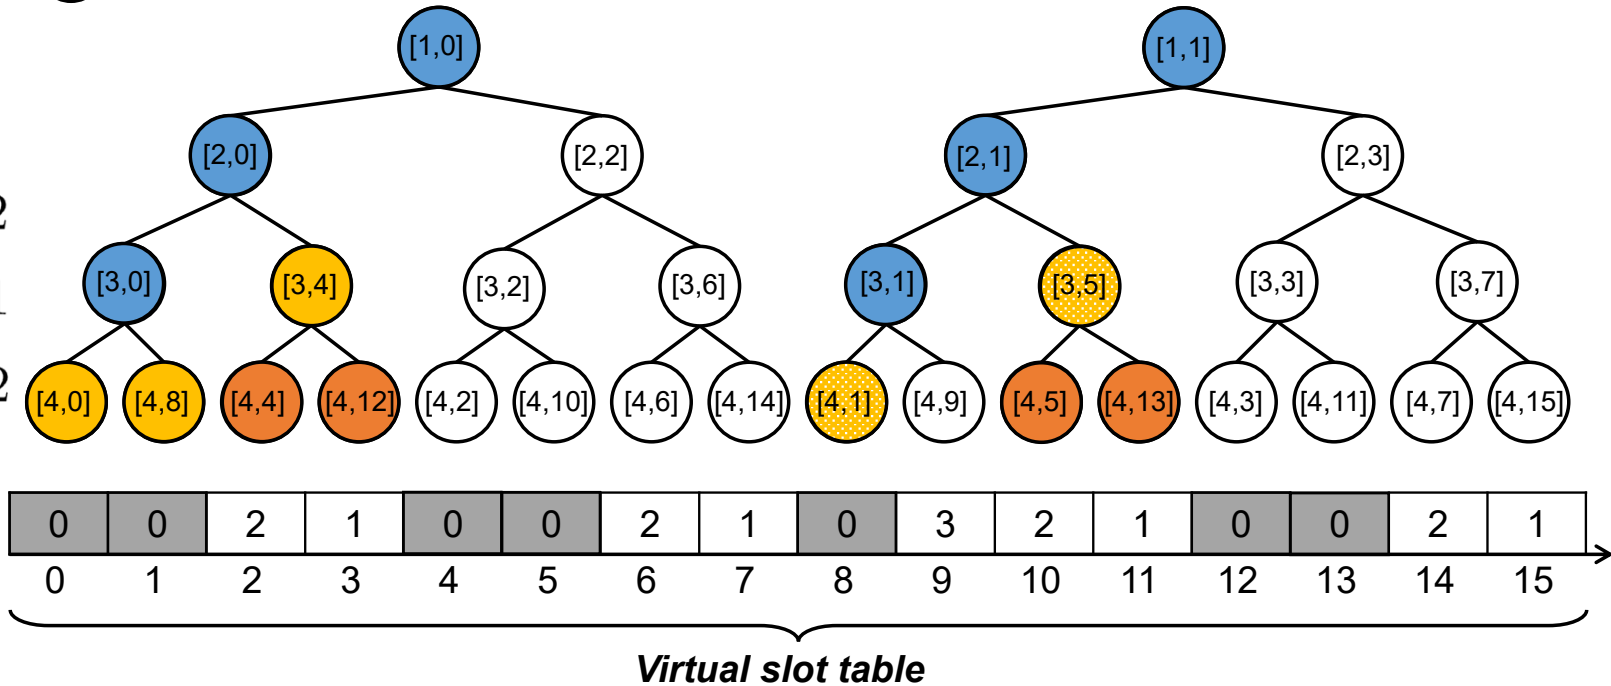 [1,0] [1,1]
[2,0] [2,2] [2,1] [2,3]
2
[3,0] [3,4] [3,2] [3,6] [3,1] [3,5] [3,3] [3,7]
[4,0] [4,8] [4,4] [4,12] [4,2] [4,10] [4,6] [4,14] [4,1] [4,9] [4,5] [4,13] [4,3] [4,11] [4,7] [4,15]
2
0 0 2 1 0 0 2 1 0 3 2 1 0 0 2 1
0 1 2 3 4 5 6 7 8 9 10 11 12 13 14 15
Virtual slot table